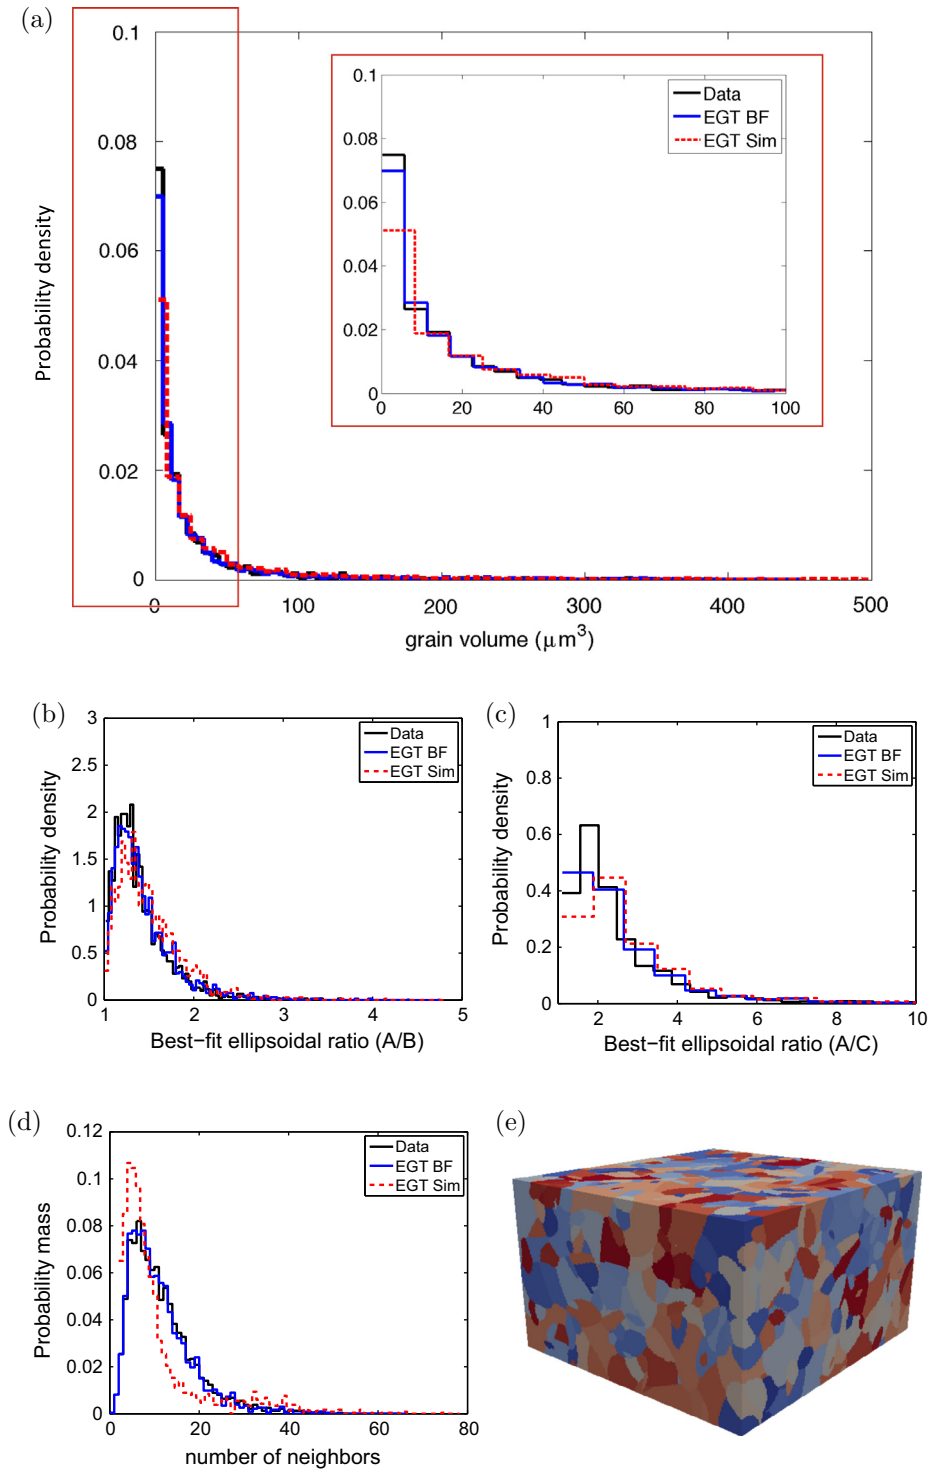 (a)
0.1
0.08
0.06
0.04
0.02
0
Probability density
0
100
200
300
400
500
grain volume (μm³)
0.1
0.08
0.06
0.04
0.02
0
0
20
40
60
80
100
Data
EGT BF
EGT Sim
(b)
3
2.5
2
1.5
1
0.5
0
Probability density
1
2
3
4
5
Best−fit ellipsoidal ratio (A/B)
Data
EGT BF
EGT Sim
(c)
1
0.8
0.6
0.4
0.2
0
Probability density
2
4
6
8
10
Best−fit ellipsoidal ratio (A/C)
Data
EGT BF
EGT Sim
(d)
0.12
0.1
0.08
0.06
0.04
0.02
0
Probability mass
0
20
40
60
80
number of neighbors
Data
EGT BF
EGT Sim
(e)